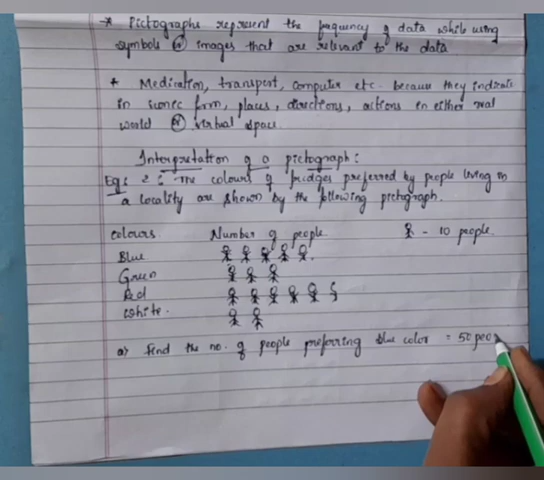 * Pictographs represent the frequency of data while using
symbols (or) images that are relevant to the data
* Medication, transport, computer etc. because they indicate
in iconic form, places, directions, actions in either real
world (or) virtual space.
Interpretation of a pictograph:
Eg: 2: The colours of fridges preferred by people living in
a locality are shown by the following pictograph.
colours Number of people - 10 people.
Blue
Green
Red
White.
a) Find the no. of people preferring blue color = 50 peo